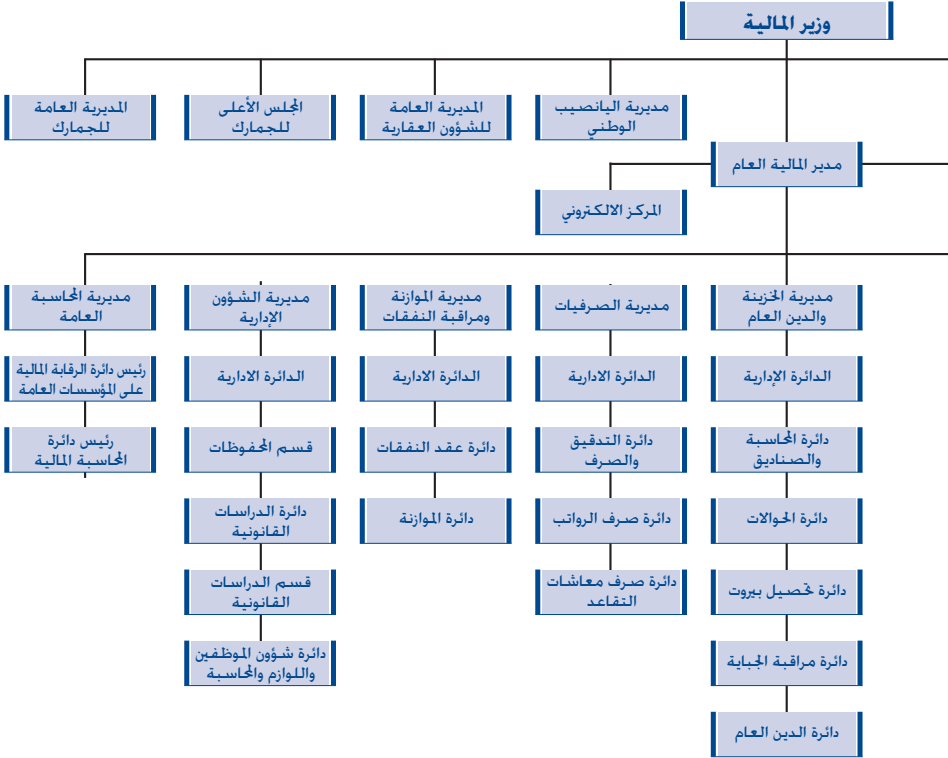 وزير المالية
مديرية اليانصيب
الوطني
المديرية العامة
للشؤون العقارية
المجلس الأعلى
للجمارك
المديرية العامة
للجمارك
مدير المالية العام
المركز الالكتروني
مديرية الخزينة
والدين العام
مديرية الصرفيات
مديرية الموازنة
ومراقبة النفقات
مديرية الشؤون
الإدارية
مديرية المحاسبة
العامة
الدائرة الإدارية
الدائرة الادارية
الدائرة الادارية
الدائرة الادارية
رئيس دائرة الرقابة المالية
على المؤسسات العامة
دائرة المحاسبة
والصناديق
دائرة التدقيق
والصرف
دائرة عقد النفقات
قسم المحفوظات
رئيس دائرة
المحاسبة المالية
دائرة الحوالات
دائرة صرف الرواتب
دائرة الموازنة
دائرة الدراسات
القانونية
دائرة تحصيل بيروت
دائرة صرف معاشات
التقاعد
قسم الدراسات
القانونية
دائرة مراقبة الجباية
دائرة شؤون الموظفين
واللوازم والمحاسبة
دائرة الدين العام